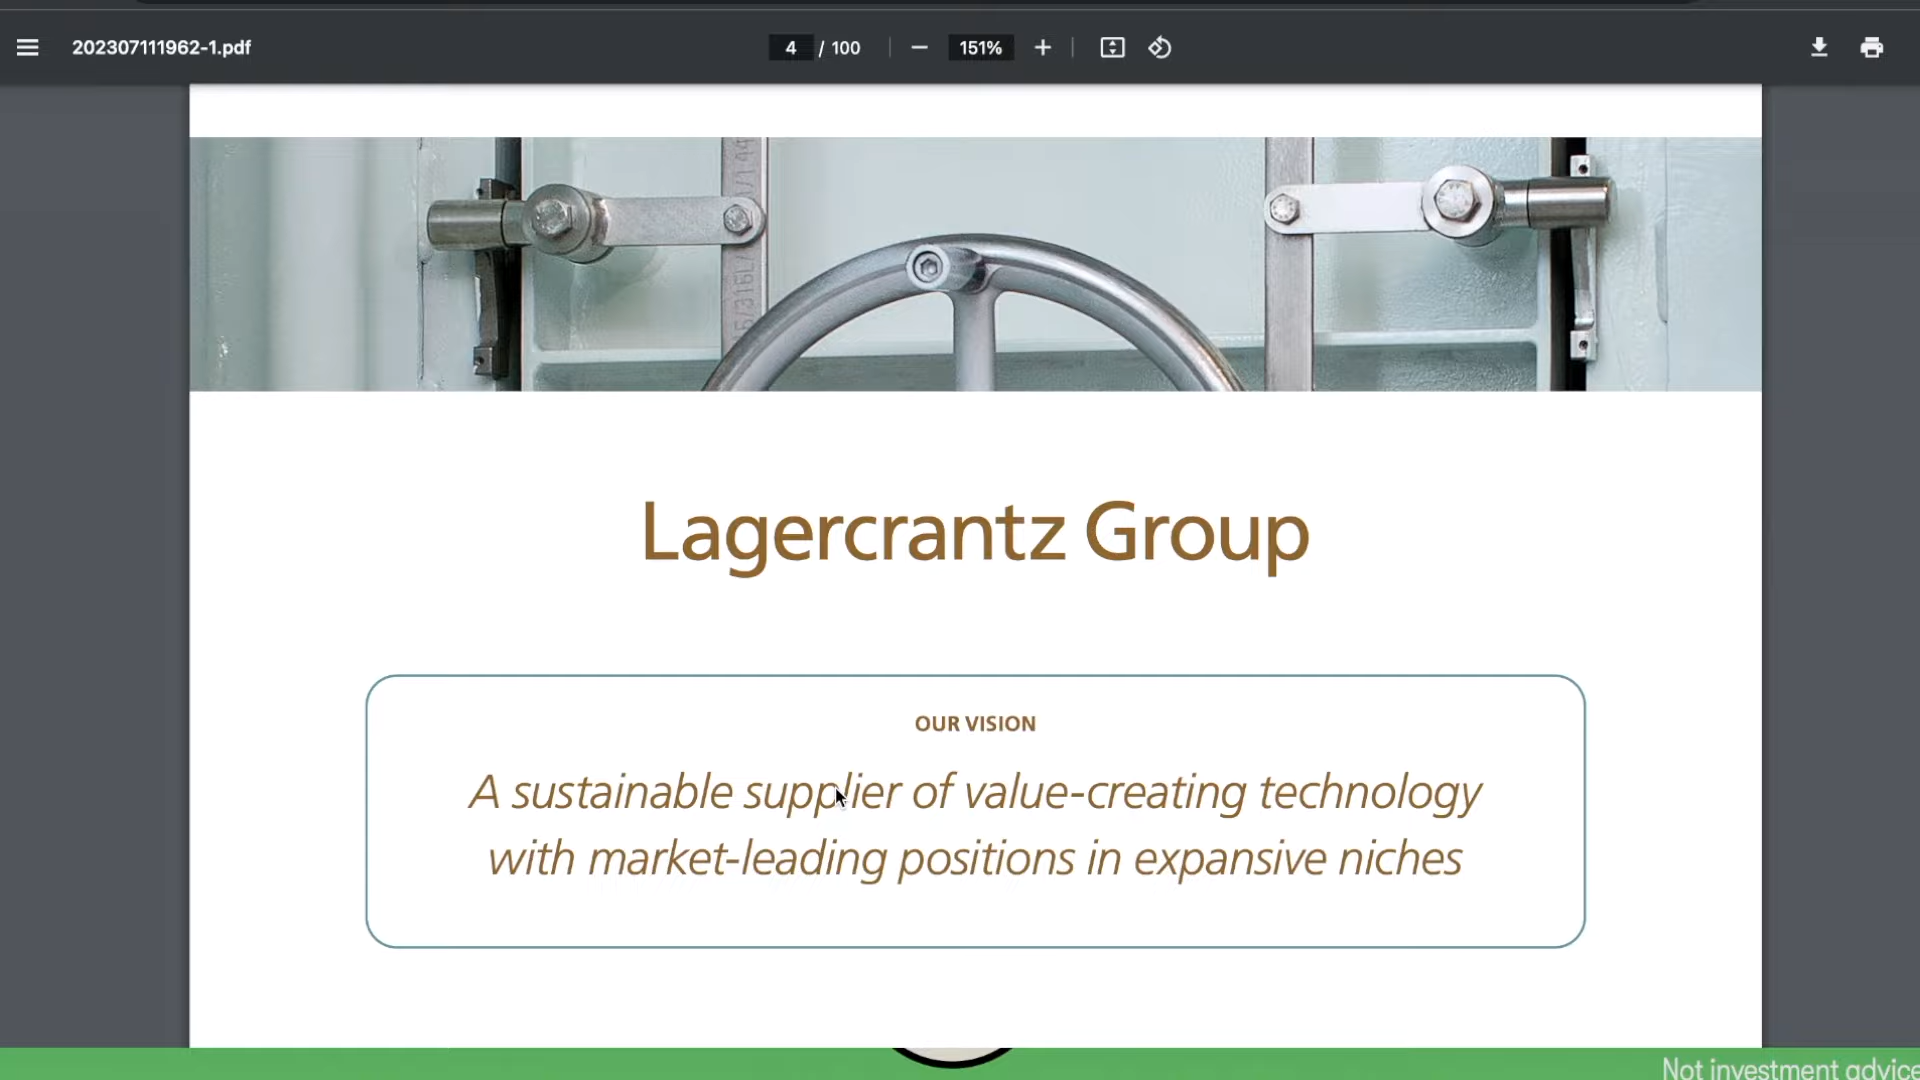 202307111962-1.pdf
4 / 100
151%
Lagercrantz Group
OUR VISION
A sustainable supplier of value-creating technology
with market-leading positions in expansive niches
Not investment advice